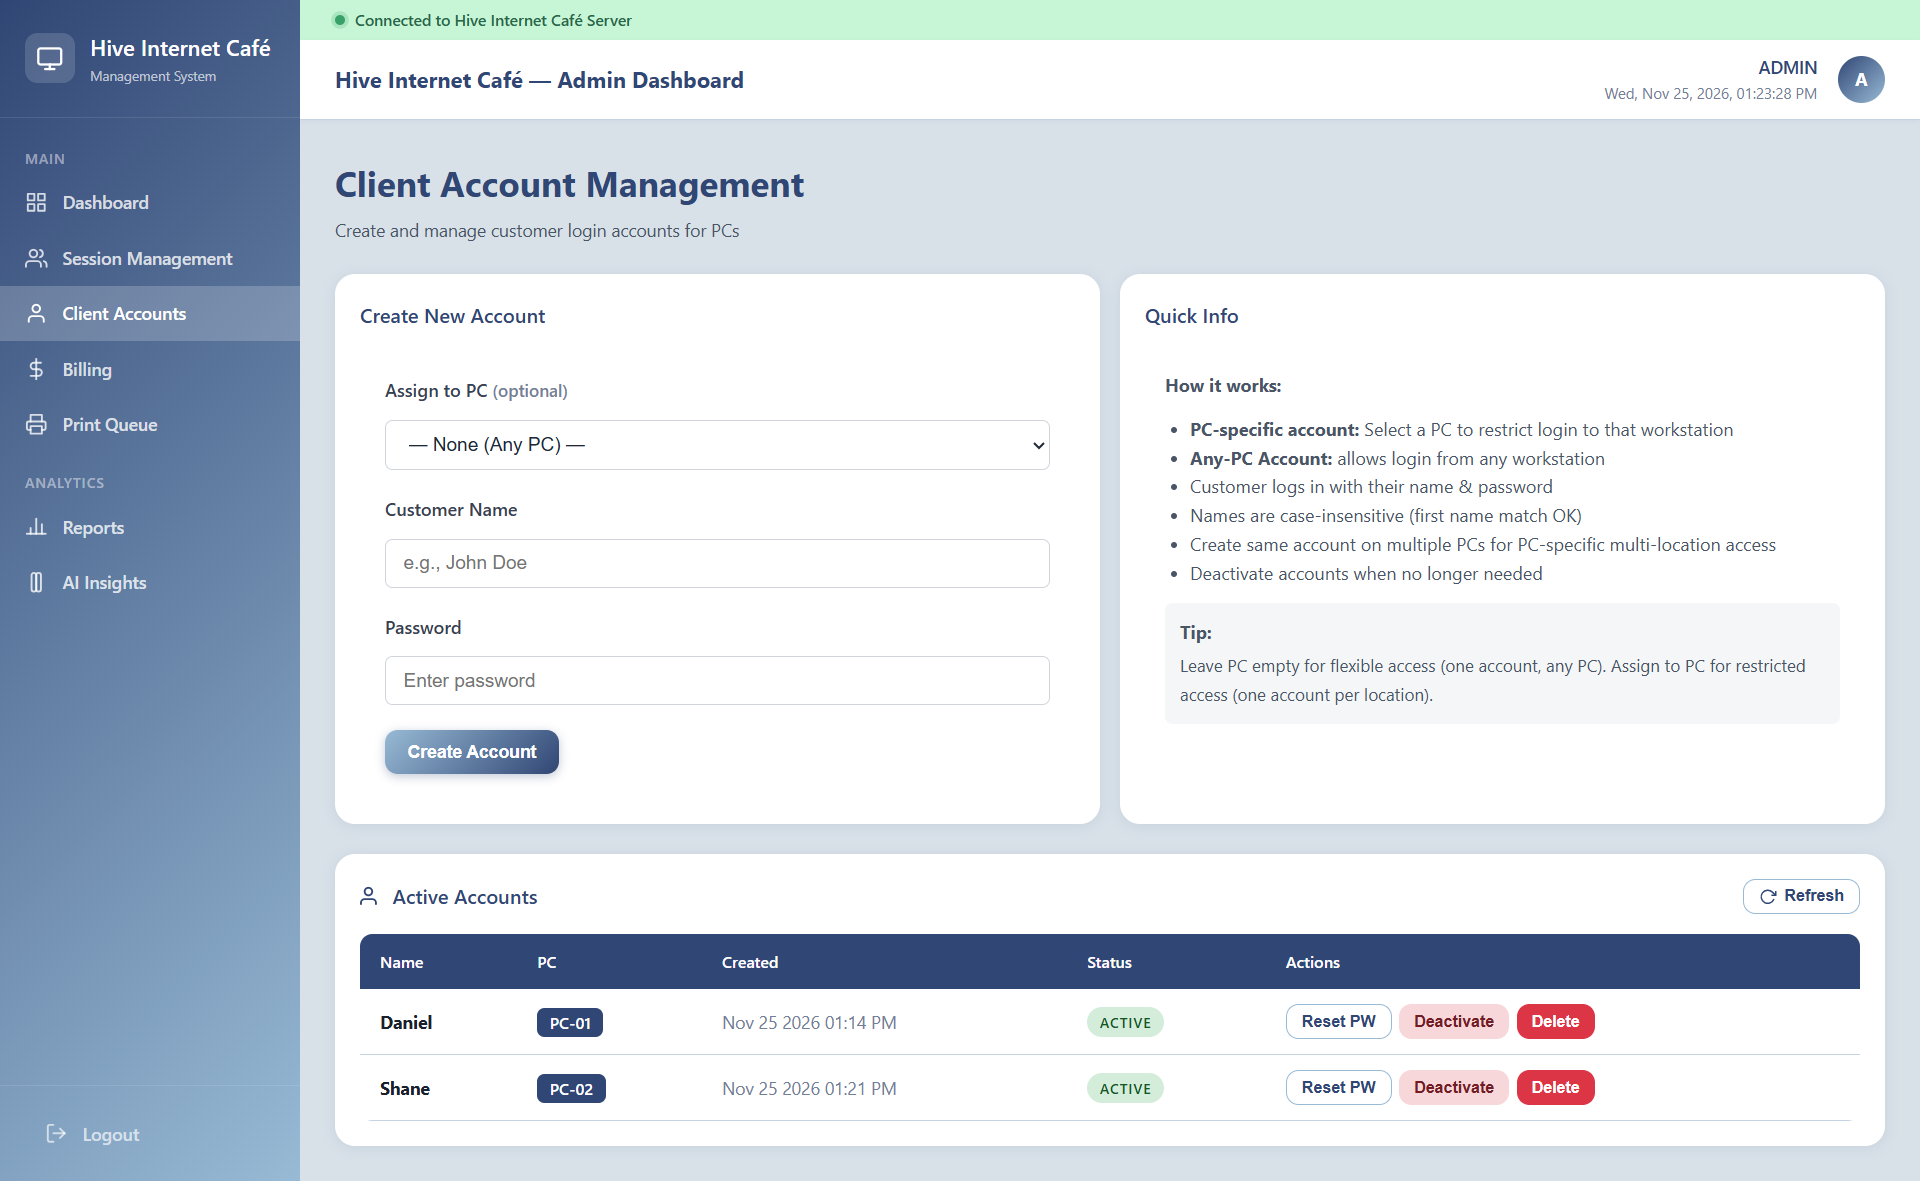 Hive Internet Café
Management System
MAIN
Dashboard
Session Management
Client Accounts
Billing
Print Queue
ANALYTICS
Reports
AI Insights
Logout
Connected to Hive Internet Café Server
Hive Internet Café — Admin Dashboard
ADMIN
Wed, Nov 25, 2026, 01:23:28 PM
A
Client Account Management
Create and manage customer login accounts for PCs
Create New Account
Assign to PC (optional)
— None (Any PC) —
Customer Name
e.g., John Doe
Password
Enter password
Create Account
Quick Info
How it works:
• PC-specific account: Select a PC to restrict login to that workstation
• Any-PC Account: allows login from any workstation
• Customer logs in with their name & password
• Names are case-insensitive (first name match OK)
• Create same account on multiple PCs for PC-specific multi-location access
• Deactivate accounts when no longer needed
Tip:
Leave PC empty for flexible access (one account, any PC). Assign to PC for restricted
access (one account per location).
Active Accounts
Refresh
Name PC Created Status Actions
Daniel PC-01 Nov 25 2026 01:14 PM ACTIVE Reset PW Deactivate Delete
Shane PC-02 Nov 25 2026 01:21 PM ACTIVE Reset PW Deactivate Delete